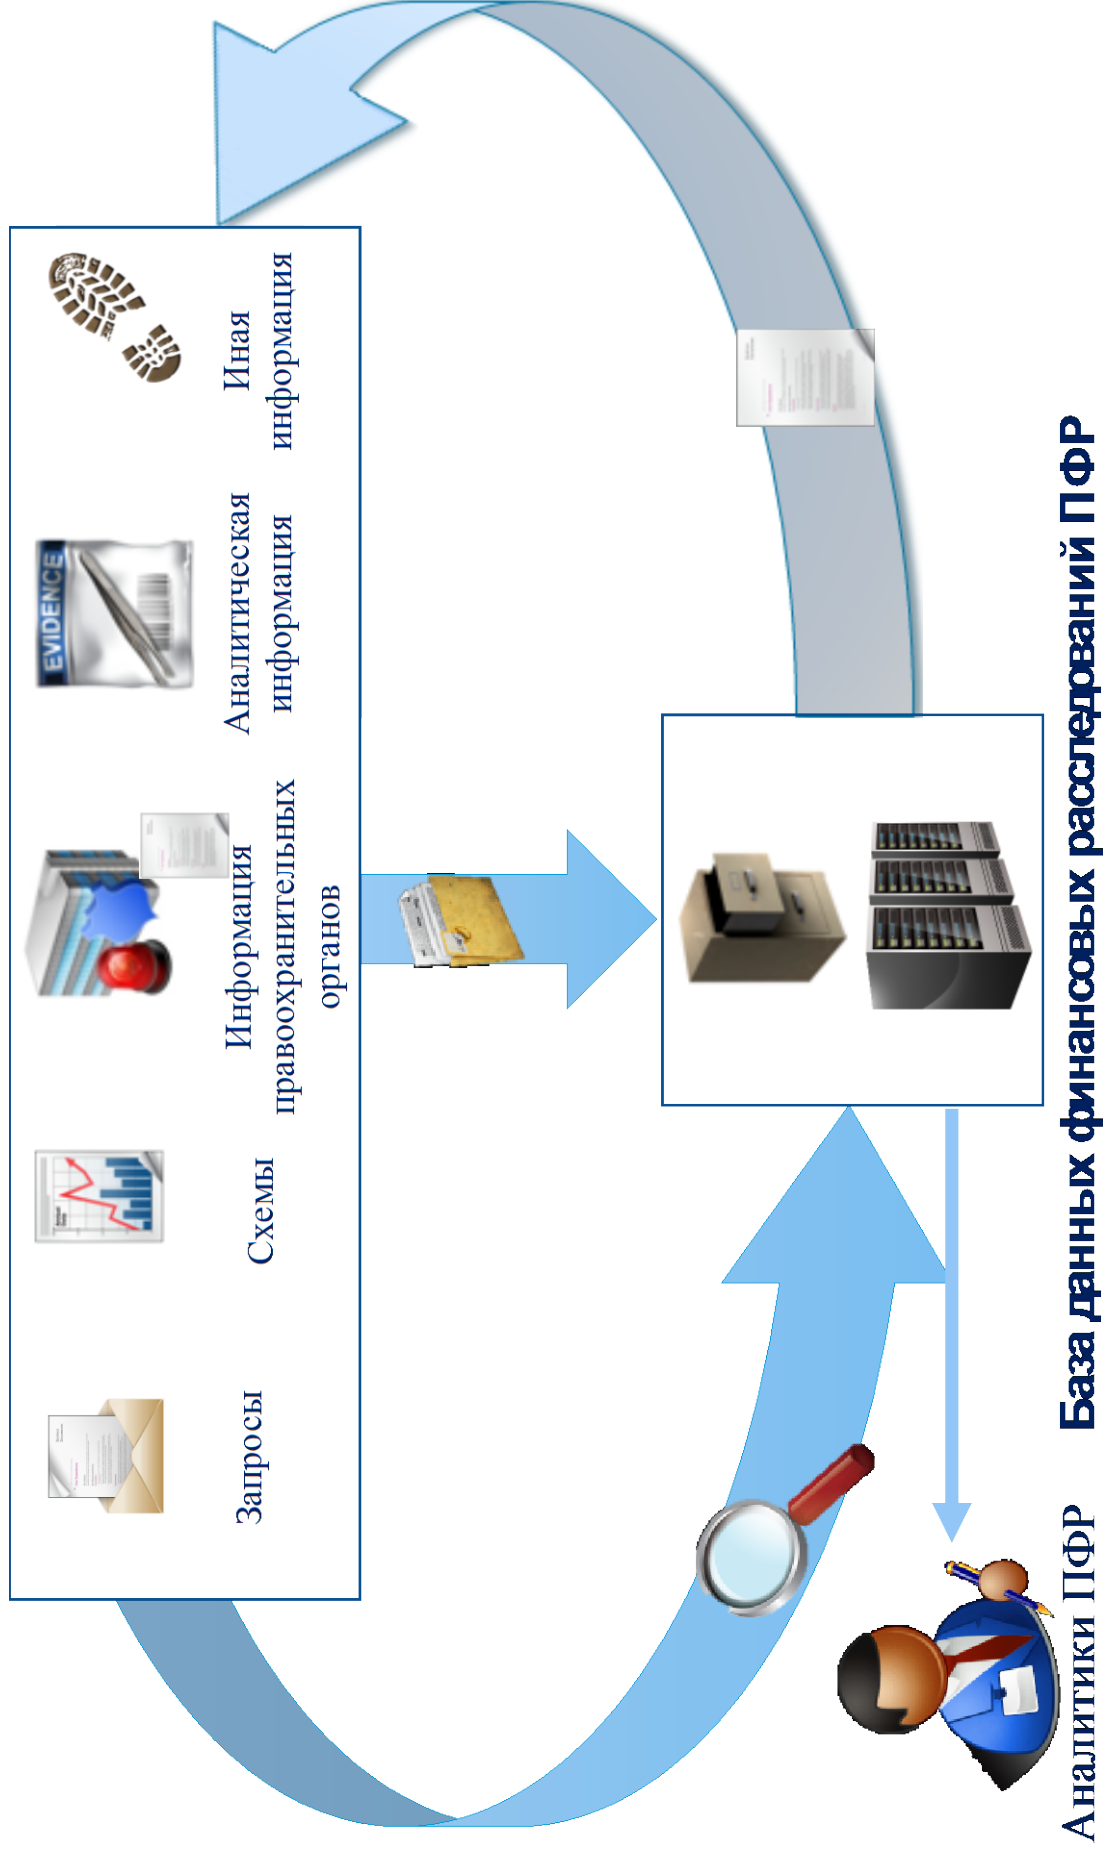 Запросы
Схемы
Информация
правоохранительных
органов
EVIDENCE
Аналитическая
информация
Иная
информация
Аналитики ПФР
База данных финансовых расследований ПФР